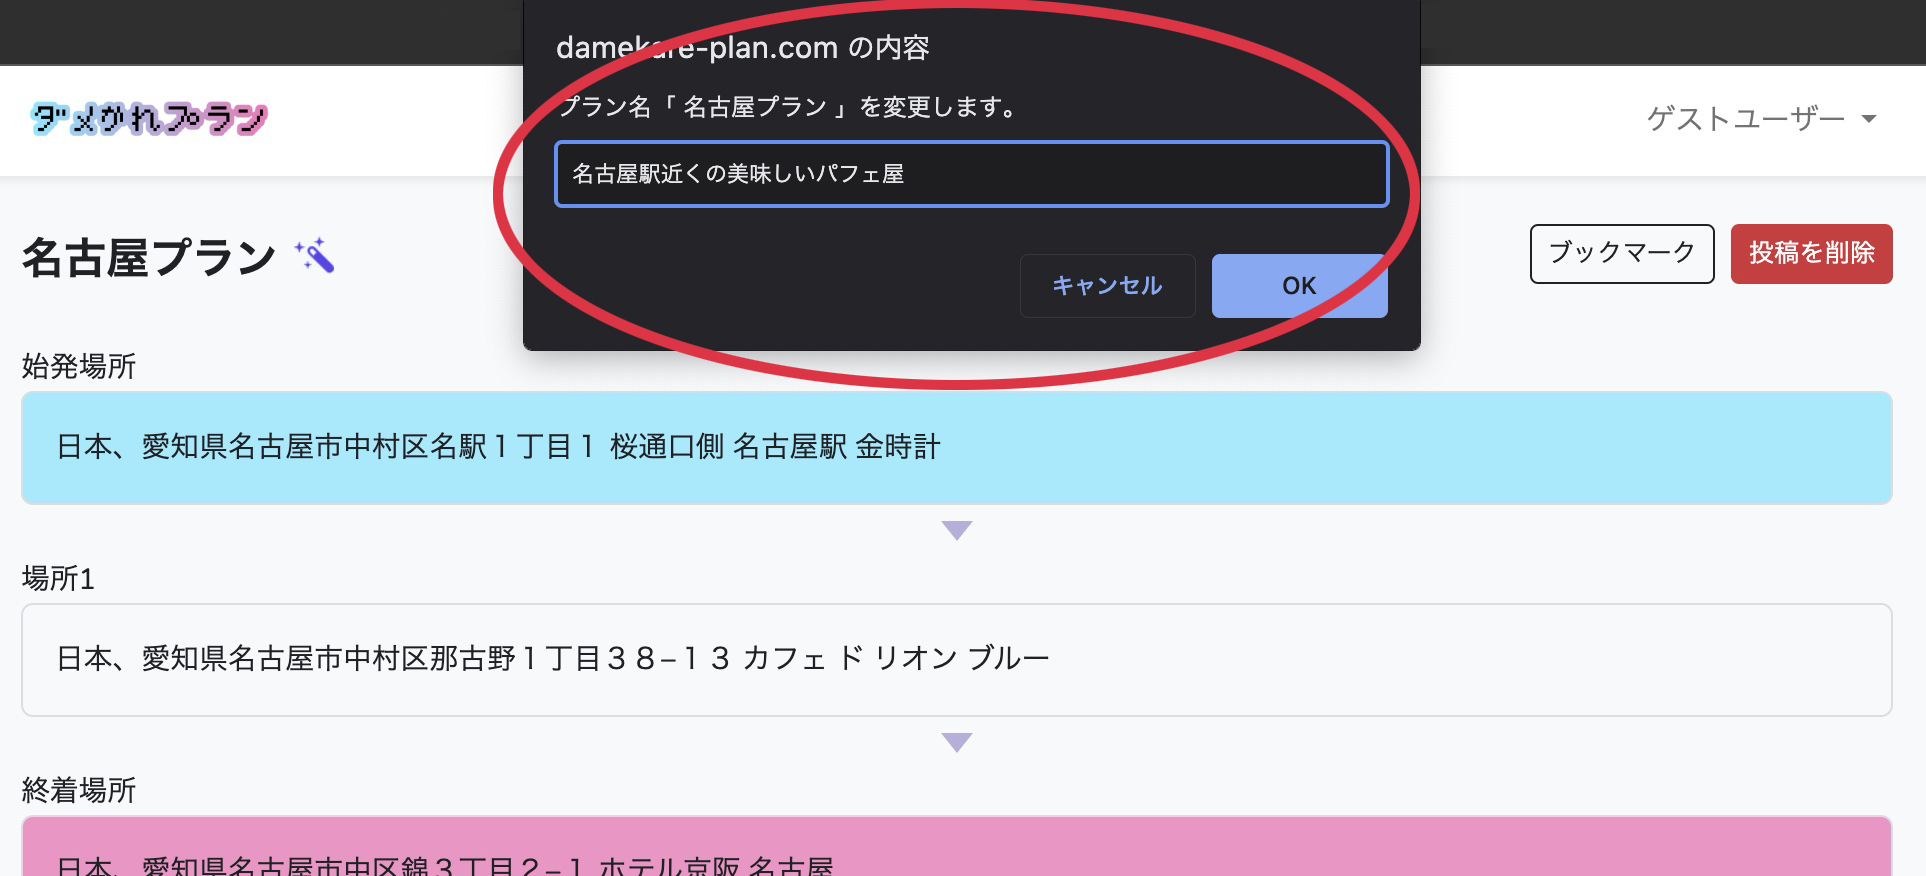 damekare-plan.com の内容
プラン名「 名古屋プラン 」を変更します。
名古屋駅近くの美味しいパフェ屋
キャンセル
OK
ダメかれプラン
ゲストユーザー
名古屋プラン
ブックマーク
投稿を削除
始発場所
日本、愛知県名古屋市中村区名駅１丁目１ 桜通口側 名古屋駅 金時計
場所1
日本、愛知県名古屋市中村区那古野１丁目３８−１３ カフェ ド リオン ブルー
終着場所
日本、愛知県名古屋市中区錦３丁目２−１ ホテル京阪 名古屋